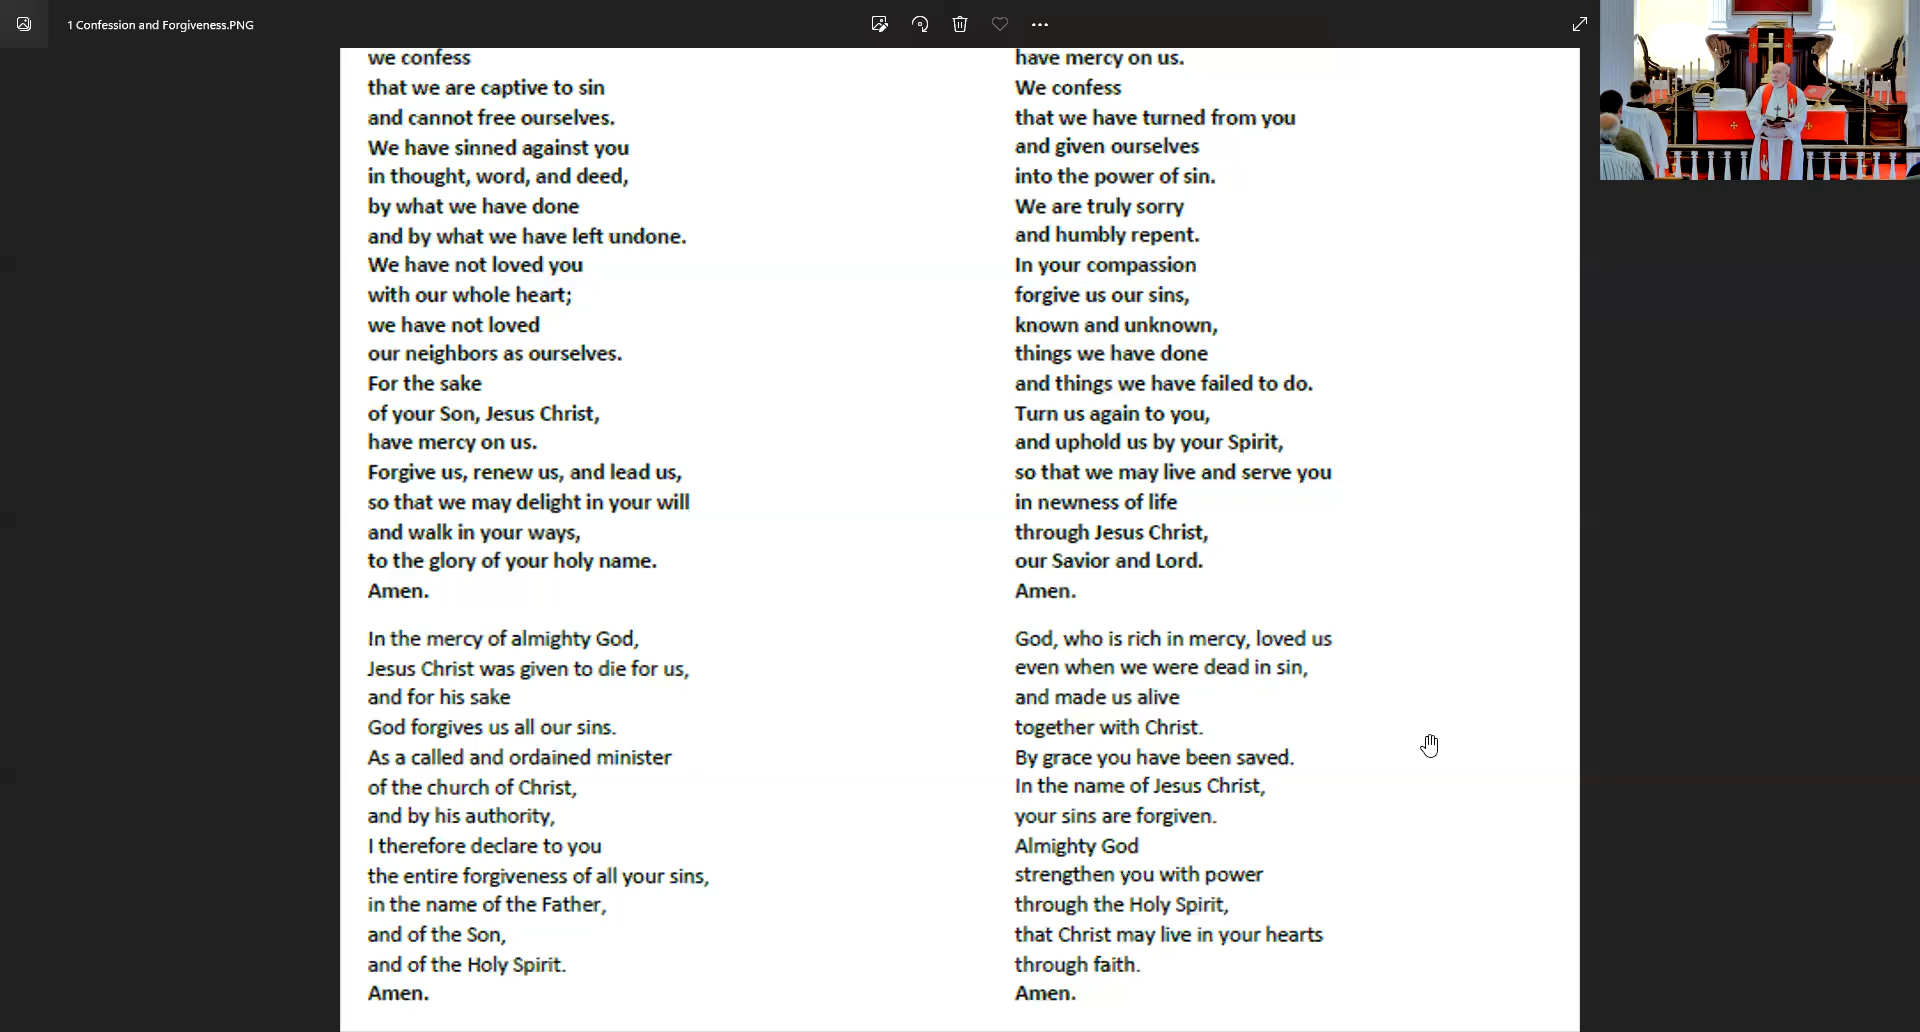 1 Confession and Forgiveness.PNG
we confess
that we are captive to sin
and cannot free ourselves.
We have sinned against you
in thought, word, and deed,
by what we have done
and by what we have left undone.
We have not loved you
with our whole heart;
we have not loved
our neighbors as ourselves.
For the sake
of your Son, Jesus Christ,
have mercy on us.
Forgive us, renew us, and lead us,
so that we may delight in your will
and walk in your ways,
to the glory of your holy name.
Amen.
In the mercy of almighty God,
Jesus Christ was given to die for us,
and for his sake
God forgives us all our sins.
As a called and ordained minister
of the church of Christ,
and by his authority,
I therefore declare to you
the entire forgiveness of all your sins,
in the name of the Father,
and of the Son,
and of the Holy Spirit.
Amen.
have mercy on us.
We confess
that we have turned from you
and given ourselves
into the power of sin.
We are truly sorry
and humbly repent.
In your compassion
forgive us our sins,
known and unknown,
things we have done
and things we have failed to do.
Turn us again to you,
and uphold us by your Spirit,
so that we may live and serve you
in newness of life
through Jesus Christ,
our Savior and Lord.
Amen.
God, who is rich in mercy, loved us
even when we were dead in sin,
and made us alive
together with Christ.
By grace you have been saved.
In the name of Jesus Christ,
your sins are forgiven.
Almighty God
strengthen you with power
through the Holy Spirit,
that Christ may live in your hearts
through faith.
Amen.